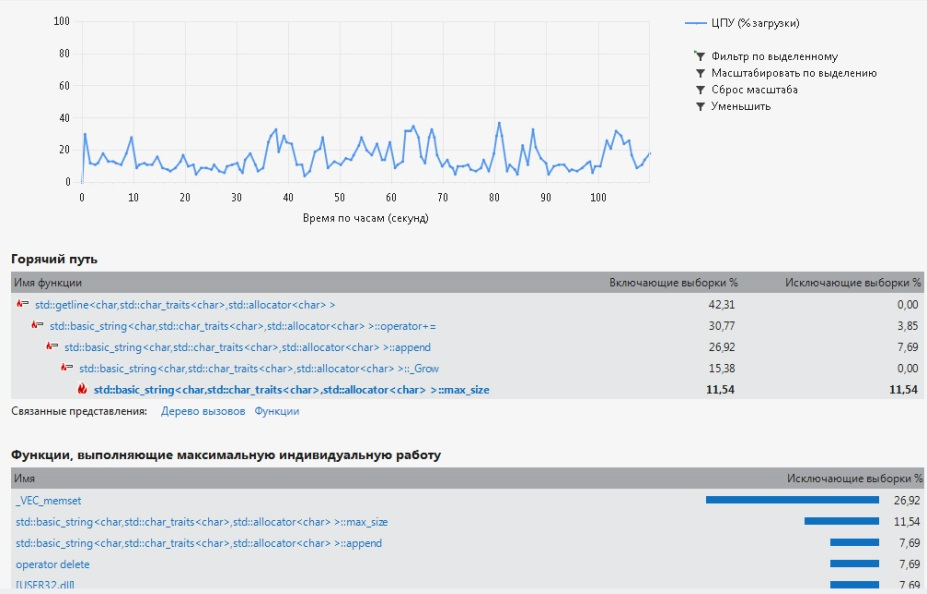 100
80
60
40
20
0
0 10 20 30 40 50 60 70 80 90 100
Время по часам (секунд)
ЦПУ (% загрузки)
Фильтр по выделенному
Масштабировать по выделению
Сброс масштаба
Уменьшить
Горячий путь
Имя функции Включающие выборки % Исключающие выборки %
std::getline<char,std::char_traits<char>,std::allocator<char> > 42,31 0,00
std::basic_string<char,std::char_traits<char>,std::allocator<char> >::operator+= 30,77 3,85
std::basic_string<char,std::char_traits<char>,std::allocator<char> >::append 26,92 7,69
std::basic_string<char,std::char_traits<char>,std::allocator<char> >::_Grow 15,38 0,00
std::basic_string<char,std::char_traits<char>,std::allocator<char> >::max_size 11,54 11,54
Связанные представления: Дерево вызовов Функции
Функции, выполняющие максимальную индивидуальную работу
Имя Исключающие выборки %
_VEC_memset 26,92
std::basic_string<char,std::char_traits<char>,std::allocator<char> >::max_size 11,54
std::basic_string<char,std::char_traits<char>,std::allocator<char> >::append 7,69
operator delete 7,69
[USER32.dll] 7,69